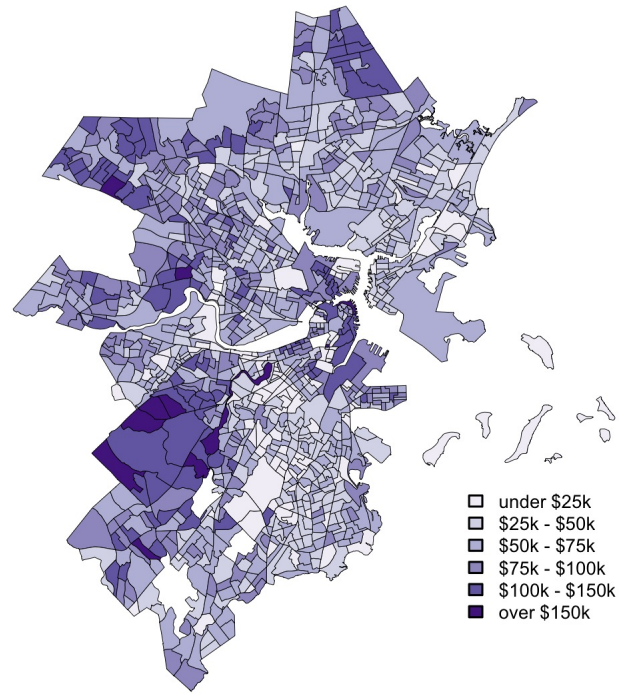 under $25k
$25k - $50k
$50k - $75k
$75k - $100k
$100k - $150k
over $150k